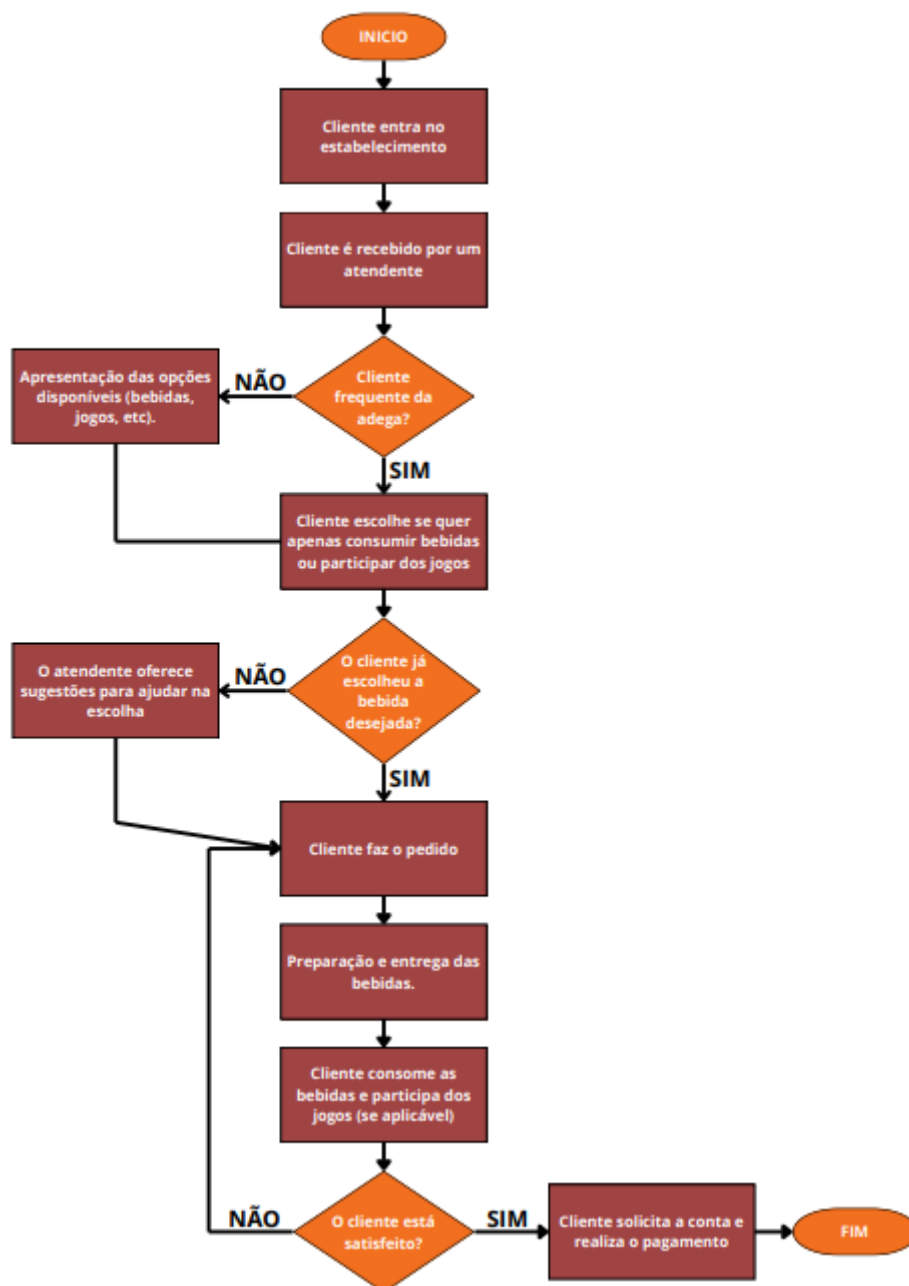 INICIO
Cliente entra no
estabelecimento
Cliente é recebido por um
atendente
Cliente
frequente da
adega?
NÃO
Apresentação das opções
disponíveis (bebidas,
jogos, etc).
SIM
Cliente escolhe se quer
apenas consumir bebidas
ou participar dos jogos
O cliente já
escolheu a
bebida
desejada?
NÃO
O atendente oferece
sugestões para ajudar na
escolha
SIM
Cliente faz o pedido
Preparação e entrega das
bebidas.
Cliente consome as
bebidas e participa dos
jogos (se aplicável)
O cliente está
satisfeito?
NÃO
SIM
Cliente solicita a conta e
realiza o pagamento
FIM